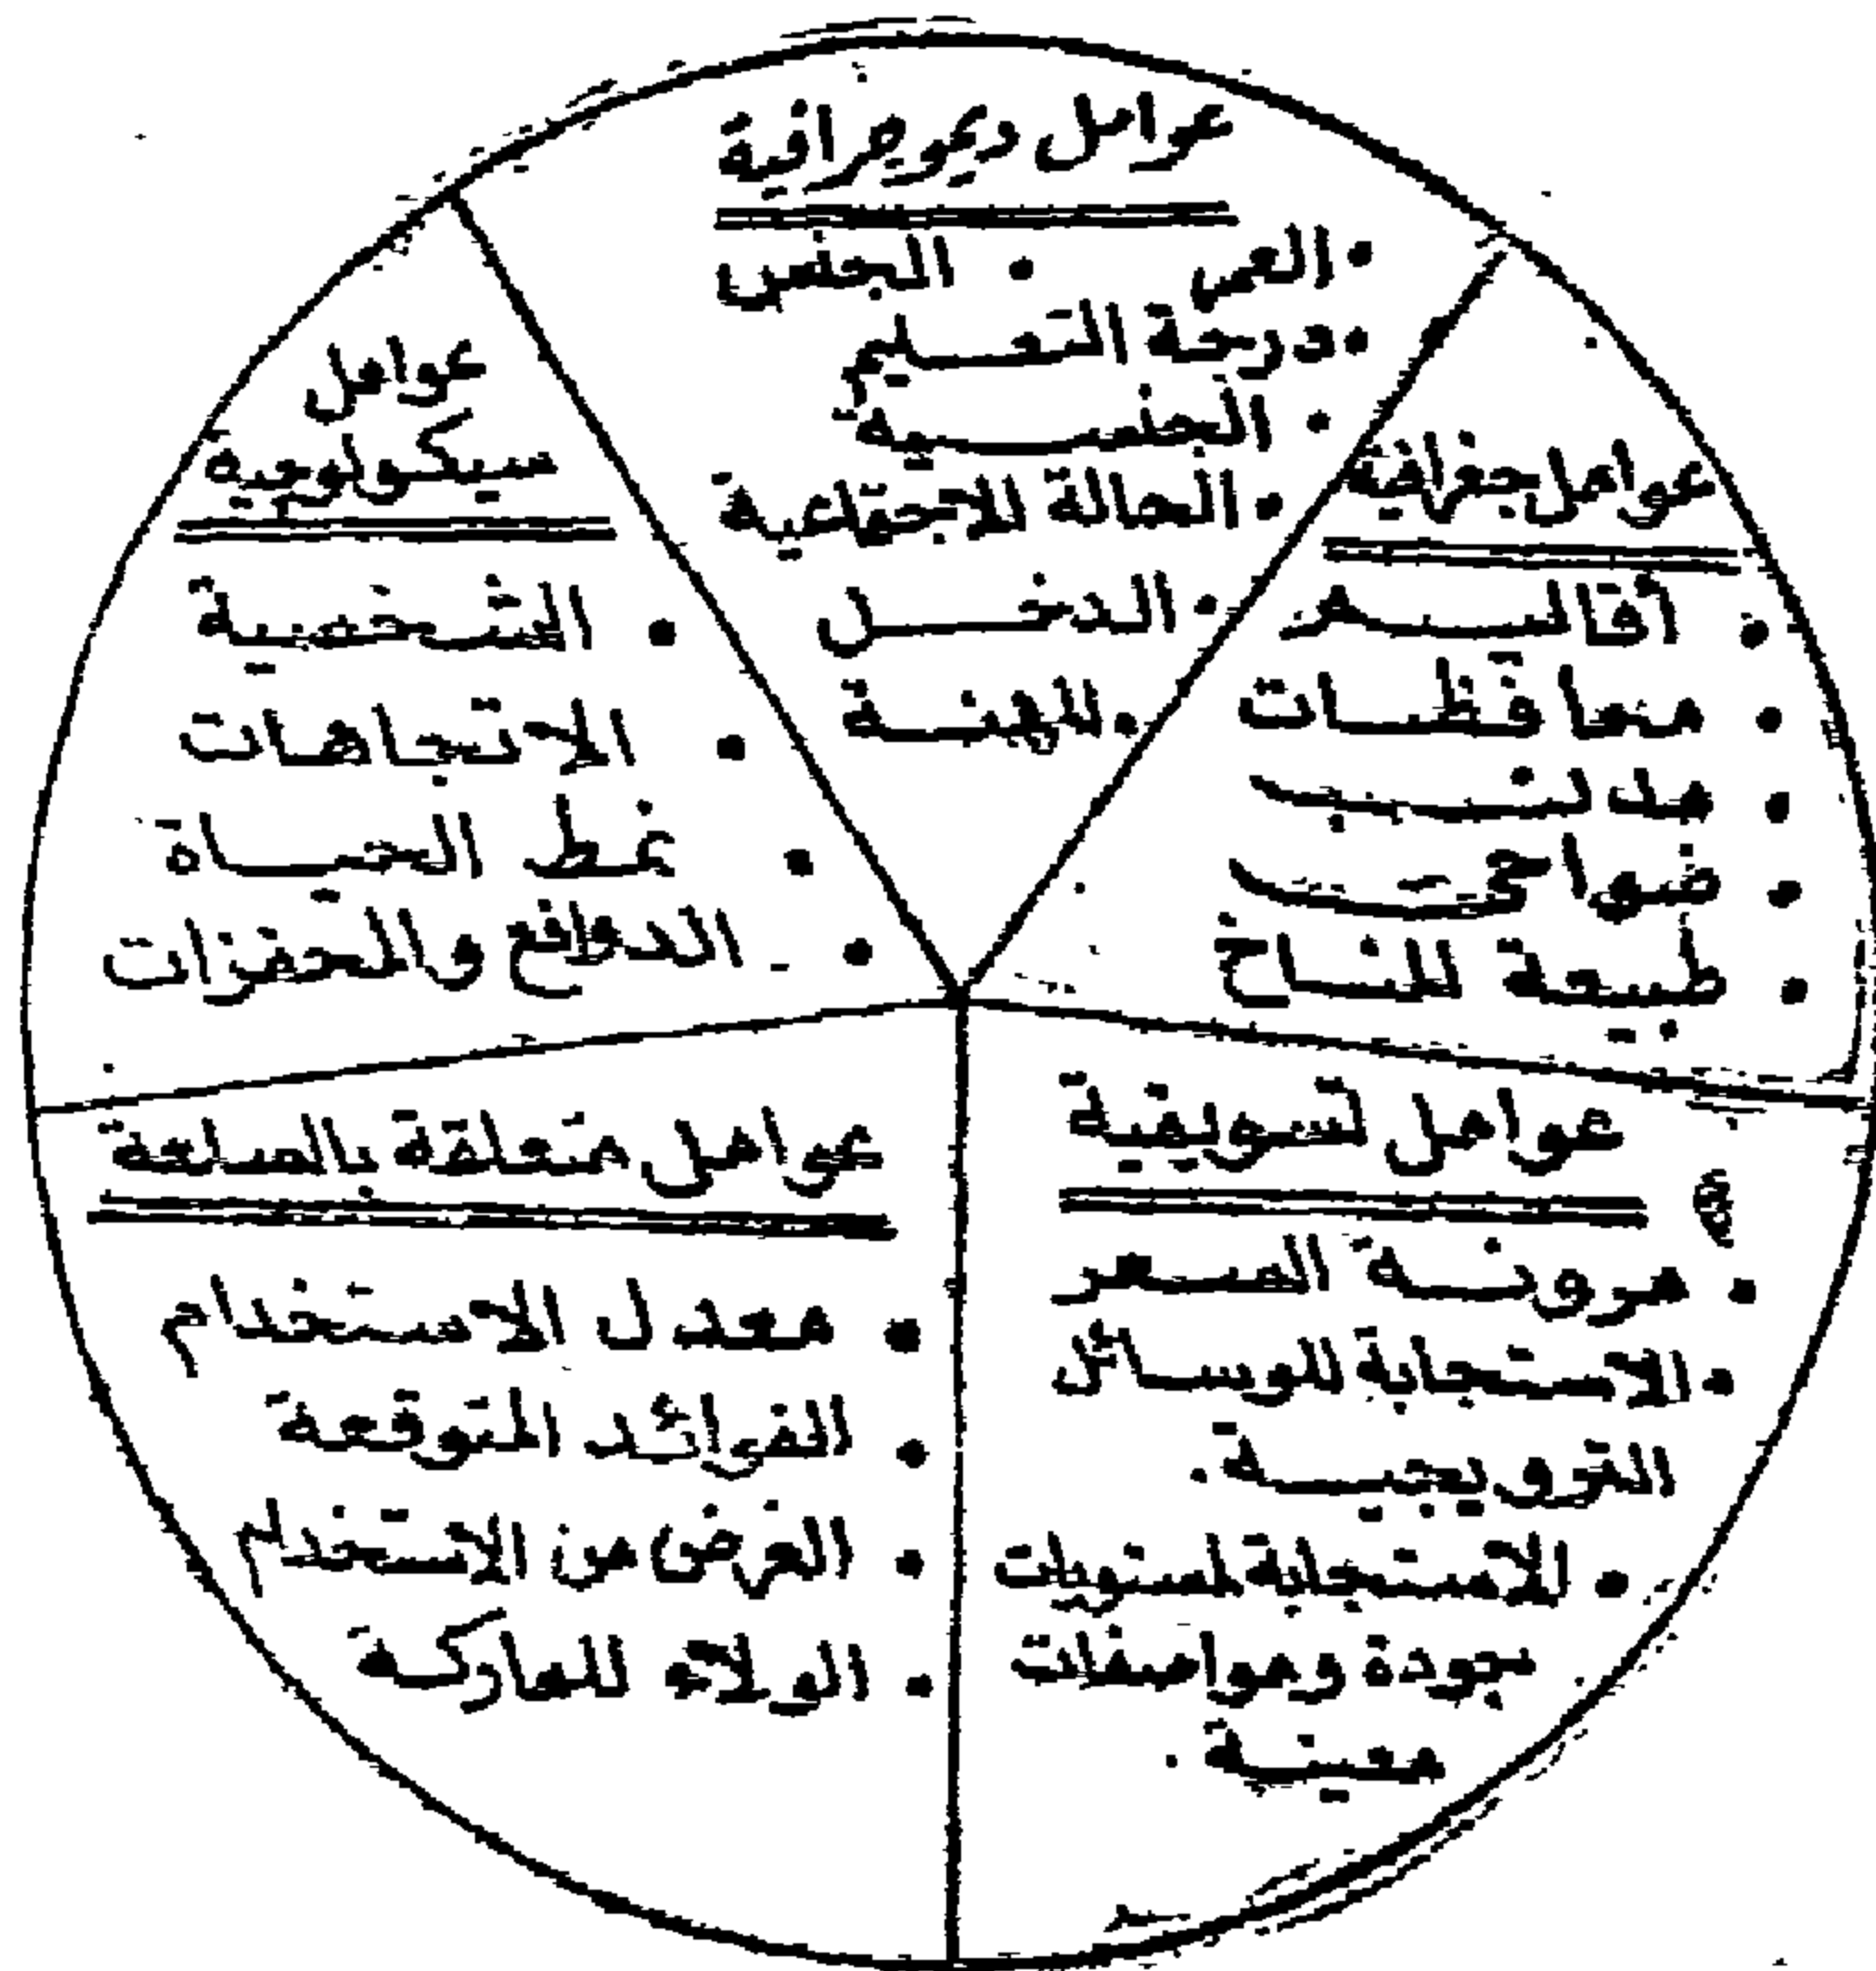 عوامل ديموجرافية
• العمر • الجنس
• درجة التعليم
• الجنسية
• الحالة الاجتماعية
• الدخل
• المهنة
عوامل جغرافية
• أقاليم
• محافظات
• مدن
• ضواحي
• طبيعة المناخ
عوامل تسويقية
• مرونة السعر
• الاستجابة للوسائل
الترويجية.
• الاستجابة لمستويات
جودة ومواصفات
معينة.
عوامل متعلقة بالسلعة
• معدل الاستخدام
• الفوائد المتوقعة
• الغرض من الاستخدام
• الولاء للماركة
عوامل
سيكولوجية
• الشخصية
• الاتجاهات
• نمط الحياة
• الدوافع والحفزات